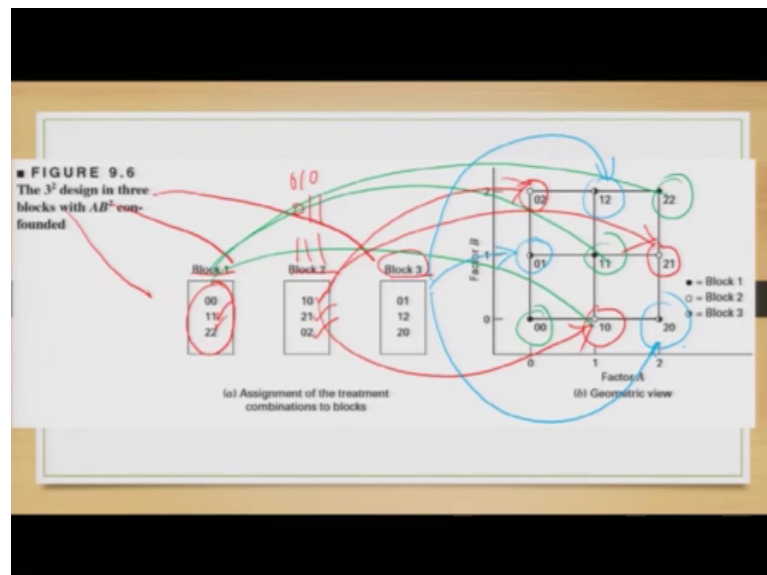 ■ FIGURE 9.6
The 3² design in three
blocks with AB² con-
founded
Block 1
Block 2
Block 3
00
11
22
10
21
02
01
12
20
(a) Assignment of the treatment
combinations to blocks
Factor B
2
1
0
02
12
22
01
11
21
00
10
20
0
1
2
Factor A
(b) Geometric view
● = Block 1
○ = Block 2
= Block 3